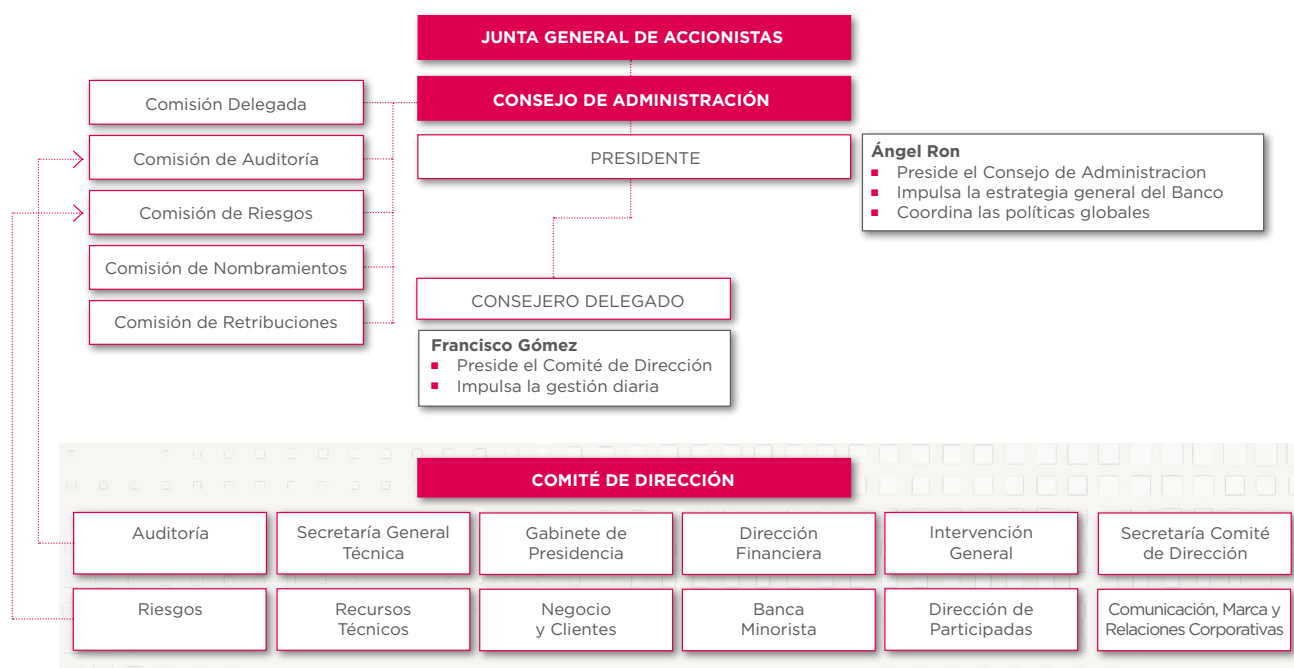 JUNTA GENERAL DE ACCIONISTAS
CONSEJO DE ADMINISTRACIÓN
PRESIDENTE
Comisión Delegada
Comisión de Auditoría
Comisión de Riesgos
Comisión de Nombramientos
Comisión de Retribuciones
Ángel Ron
Preside el Consejo de Administracion
Impulsa la estrategia general del Banco
Coordina las políticas globales
CONSEJERO DELEGADO
Francisco Gómez
Preside el Comité de Dirección
Impulsa la gestión diaria
COMITÉ DE DIRECCIÓN
Auditoría
Secretaría General
Técnica
Gabinete de
Presidencia
Dirección
Financiera
Intervención
General
Secretaría Comité
de Dirección
Riesgos
Recursos
Técnicos
Negocio
y Clientes
Banca
Minorista
Dirección de
Participadas
Comunicación, Marca y
Relaciones Corporativas